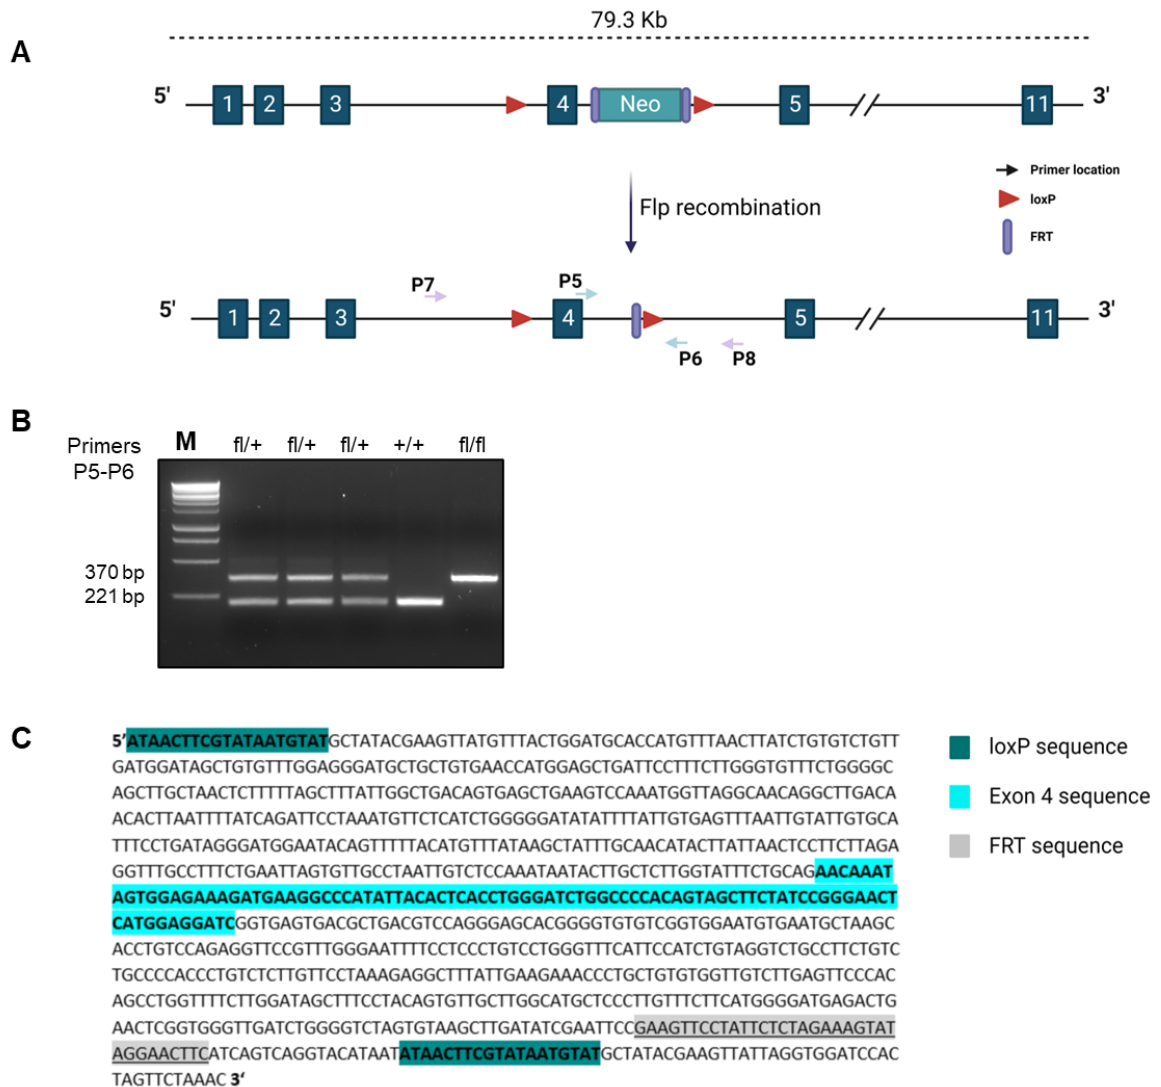 79.3 Kb
A
5' 1 2 3 4 Neo 5 11 3'
Primer location
loxP
FRT
Flp recombination
P7 P5
5' 1 2 3 4 5 11 3'
P6 P8
B
Primers M fl/+ fl/+ fl/+ +/+ fl/fl
P5-P6
370 bp
221 bp
C
5'ATAACTTCGTATAATGTATGCTATACGAAGTTATGTTTACTGGATGCACCATGTTTAACTTATCTGTGTCTGTT
GATGGATAGCTGTGTTTGGAGGGATGCTGCTGTGAACCATGGAGCTGATTCCTTTCTTGGGTGTTTCTGGGGC
AGCTTGCTAACTCTTTTTAGCTTTATTGGCTGACAGTGAGCTGAAGTCCAAATGGTTAGGCAACAGGCTTGACA
ACACTTAATTTTATCAGATTCCTAAATGTTCTCATCTGGGGGATATATTTTATTGTGAGTTTAATTGTATTGTGCA
TTTCCTGATAGGGATGGAATACAGTTTTTACATGTTTATAAGCTATTTGCAACATACTTATTAACTCCTTCTTAGA
GGTTTGCCTTTCTGAATTAGTGTTGCCTAATTGTCTCCAAATAATACTTGCTCTTGGTATTTCTGCAGAACAAAT
AGTGGAGAAAGATGAAGGCCCATATTACACTCACCTGGGATCTGGCCCCACAGTAGCTTCTATCCGGGAACT
CATGGAGGATCGGTGAGTGACGCTGACGTCCAGGGAGCACGGGGTGTGTCGGTGGAATGTGAATGCTAAGC
ACCTGTCCAGAGGTTCCGTTTGGGAATTTTCCTCCCTGTCCTGGGTTTCATTCCATCTGTAGGTCTGCCTTCTGTC
TGCCCCACCCTGTCTCTTGTTCCTAAAGAGGCTTTATTGAAGAAACCCTGCTGTGTGGTTGTCTTGAGTTCCCAC
AGCCTGGTTTTCTTGGATAGCTTTCCTACAGTGTTGCTTGGCATGCTCCCTTGTTTCTTCATGGGGATGAGACTG
AACTCGGTGGGTTGATCTGGGGTCTAGTGTAAGCTTGATATCGAATTCCGAAGTTCCTATTCTCTAGAAAGTAT
AGGAACTTCATCAGTCAGGTACATAATATAACTTCGTATAATGTATGCTATACGAAGTTATTAGGTGGATCCAC
TAGTTCTAAAC 3'
loxP sequence
Exon 4 sequence
FRT sequence